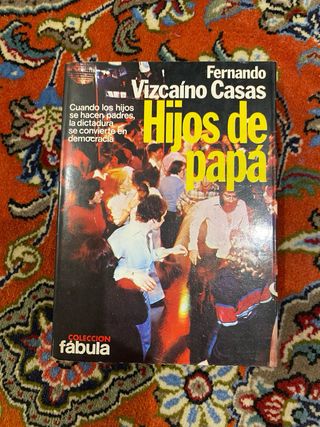 Fernando
Vizcaíno Casas
Hijos de
papá
Cuando los hijos
se hacen padres,
la dictadura
se convierte en
democracia
COLECCION
fábula